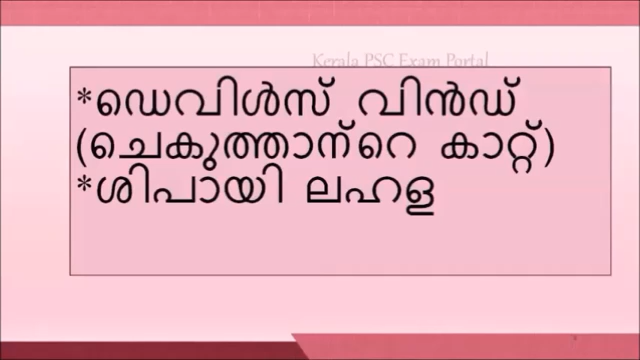 Kerala PSC Exam Portal
*ഡെവിൾസ് വിൻഡ്
(ചെകുത്താന്റെ കാറ്റ്)
*ശിപായി ലഹള